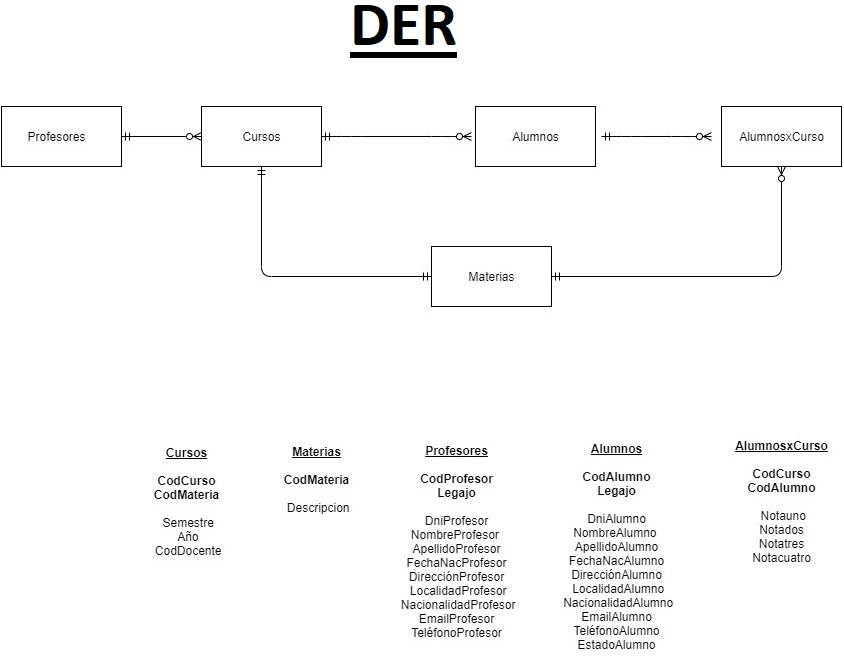 DER
Profesores
Cursos
Alumnos
AlumnosxCurso
Materias
Cursos
CodCurso
CodMateria
Semestre
Año
CodDocente
Materias
CodMateria
Descripcion
Profesores
CodProfesor
Legajo
DniProfesor
NombreProfesor
ApellidoProfesor
FechaNacProfesor
DirecciónProfesor
LocalidadProfesor
NacionalidadProfesor
EmailProfesor
TeléfonoProfesor
Alumnos
CodAlumno
Legajo
DniAlumno
NombreAlumno
ApellidoAlumno
FechaNacAlumno
DirecciónAlumno
LocalidadAlumno
NacionalidadAlumno
EmailAlumno
TeléfonoAlumno
EstadoAlumno
AlumnosxCurso
CodCurso
CodAlumno
Notauno
Notados
Notatres
Notacuatro